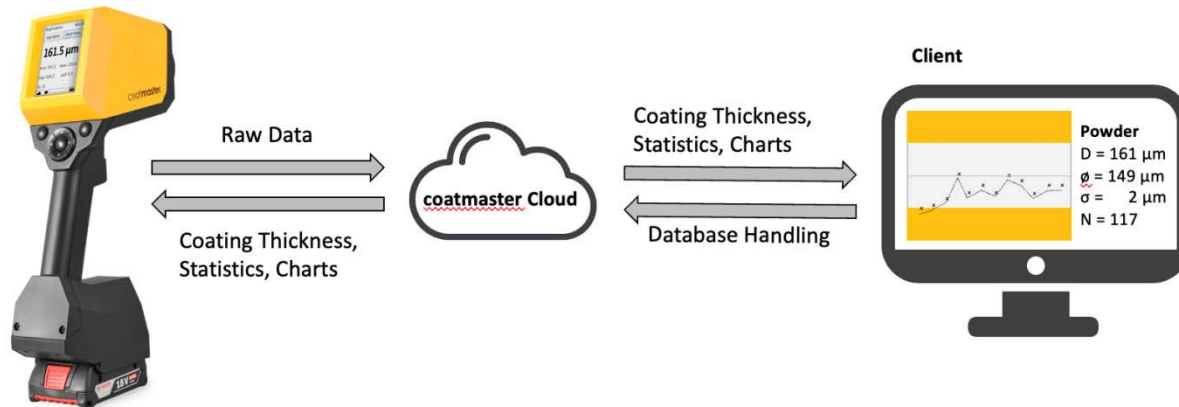 161.5 µm
coatmaster
18V
Raw Data
Coating Thickness,
Statistics, Charts
coatmaster Cloud
Coating Thickness,
Statistics, Charts
Database Handling
Client
Powder
D = 161 µm
ø = 149 µm
σ = 2 µm
N = 117